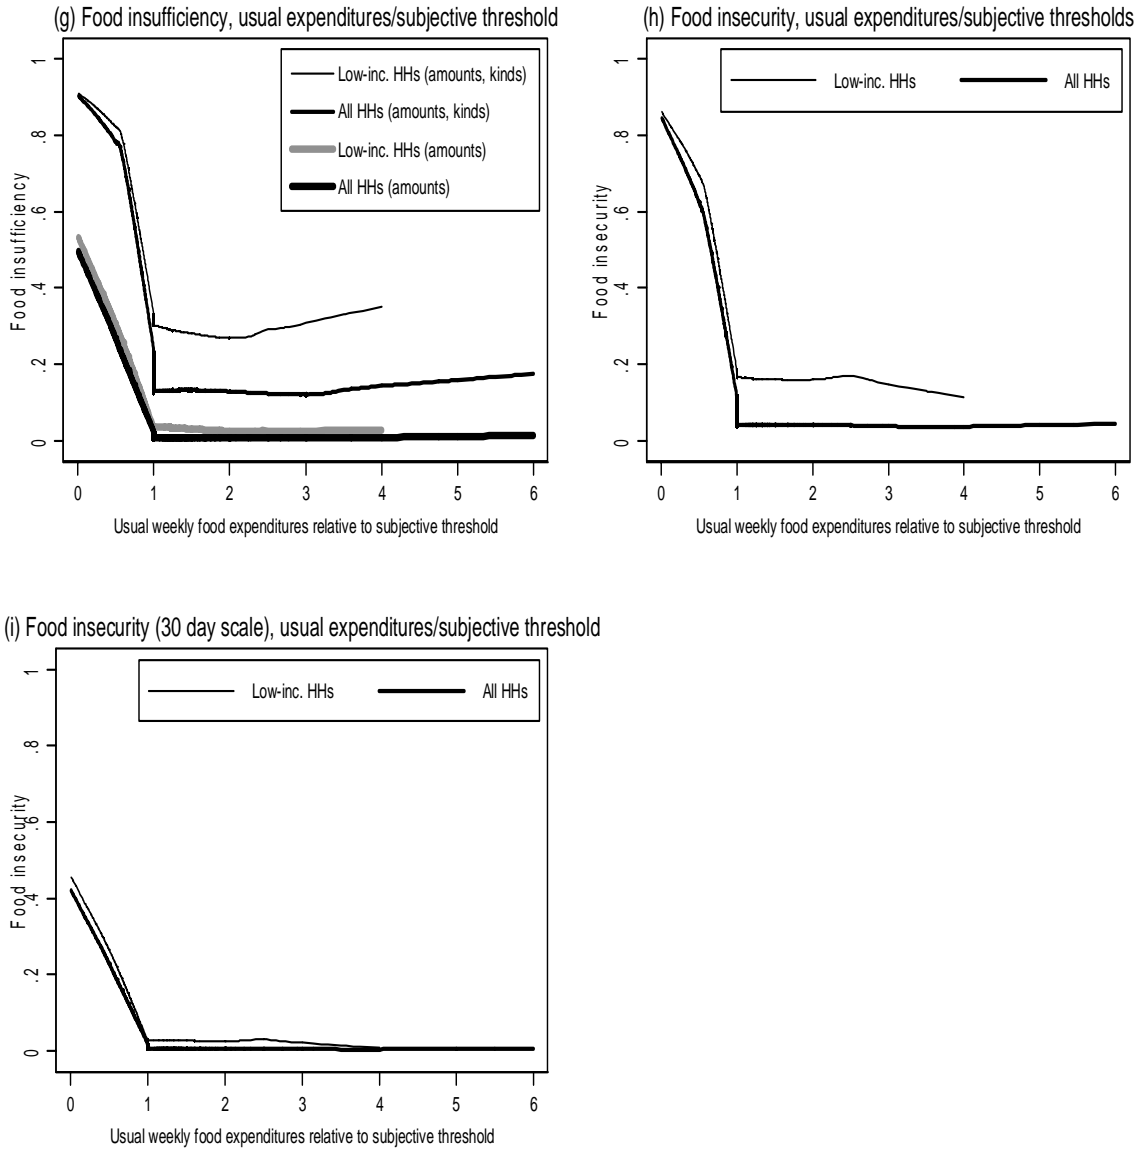 (g) Food insufficiency, usual expenditures/subjective threshold
Low-inc. HHs (amounts, kinds)
All HHs (amounts, kinds)
Low-inc. HHs (amounts)
All HHs (amounts)
Food insufficiency
1
.8
.6
.4
.2
0
0 1 2 3 4 5 6
Usual weekly food expenditures relative to subjective threshold
(h) Food insecurity, usual expenditures/subjective thresholds
Low-inc. HHs All HHs
Food insecurity
1
.8
.6
.4
.2
0
0 1 2 3 4 5 6
Usual weekly food expenditures relative to subjective threshold
(i) Food insecurity (30 day scale), usual expenditures/subjective threshold
Low-inc. HHs All HHs
Food insecurity
1
.8
.6
.4
.2
0
0 1 2 3 4 5 6
Usual weekly food expenditures relative to subjective threshold